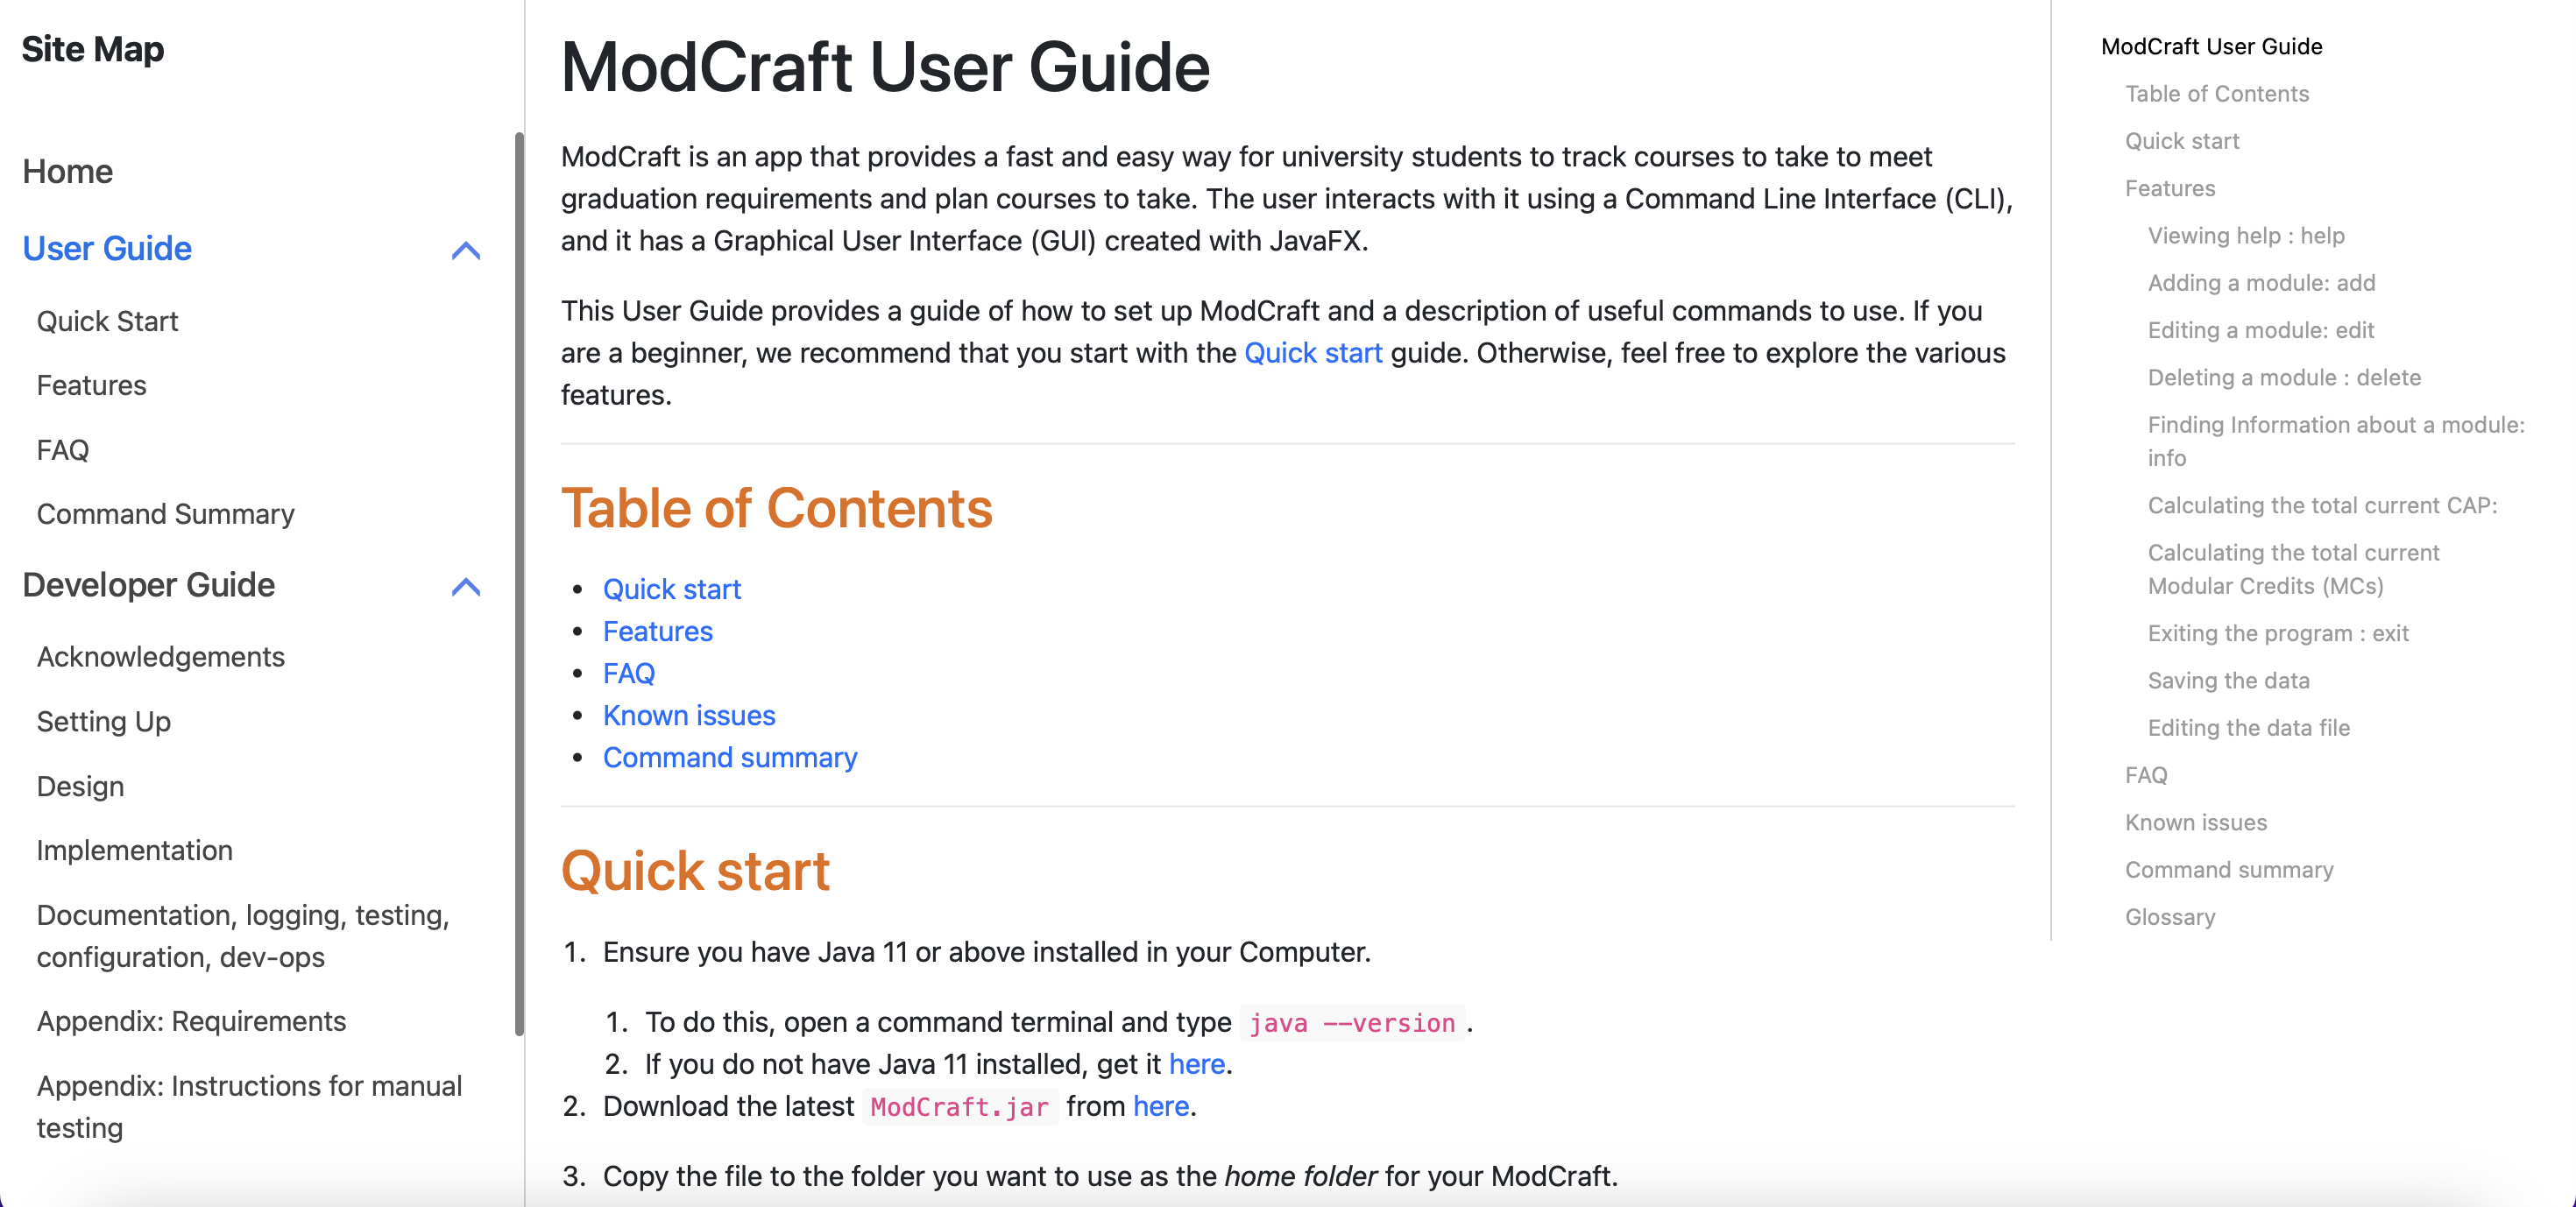 Site Map
Home
User Guide
Quick Start
Features
FAQ
Command Summary
Developer Guide
Acknowledgements
Setting Up
Design
Implementation
Documentation, logging, testing,
configuration, dev-ops
Appendix: Requirements
Appendix: Instructions for manual
testing
ModCraft User Guide
ModCraft is an app that provides a fast and easy way for university students to track courses to take to meet
graduation requirements and plan courses to take. The user interacts with it using a Command Line Interface (CLI),
and it has a Graphical User Interface (GUI) created with JavaFX.
This User Guide provides a guide of how to set up ModCraft and a description of useful commands to use. If you
are a beginner, we recommend that you start with the Quick start guide. Otherwise, feel free to explore the various
features.
Table of Contents
• Quick start
• Features
• FAQ
• Known issues
• Command summary
Quick start
1. Ensure you have Java 11 or above installed in your Computer.
1. To do this, open a command terminal and type java --version.
2. If you do not have Java 11 installed, get it here.
2. Download the latest ModCraft.jar from here.
3. Copy the file to the folder you want to use as the home folder for your ModCraft.
ModCraft User Guide
Table of Contents
Quick start
Features
Viewing help : help
Adding a module: add
Editing a module: edit
Deleting a module : delete
Finding Information about a module:
info
Calculating the total current CAP:
Calculating the total current
Modular Credits (MCs)
Exiting the program : exit
Saving the data
Editing the data file
FAQ
Known issues
Command summary
Glossary